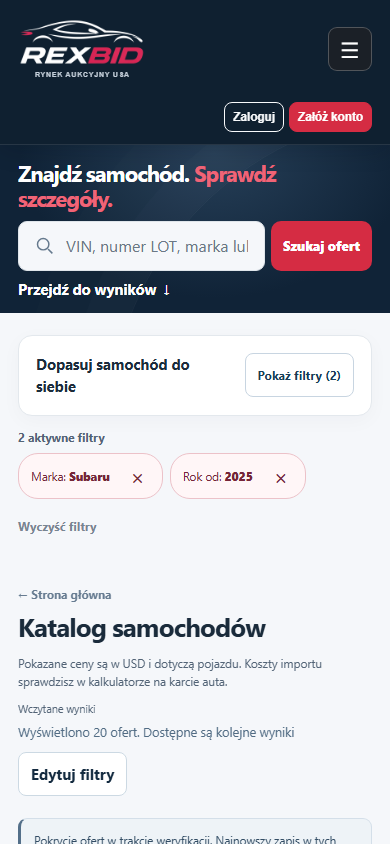 REXBID
RYNEK AUKCYJNY USA
Zaloguj
Załóż konto
Znajdź samochód. Sprawdź
szczegóły.
VIN, numer LOT, marka lul
Szukaj ofert
Przejdź do wyników ↓
Dopasuj samochód do
siebie
Pokaż filtry (2)
2 aktywne filtry
Marka: Subaru ×
Rok od: 2025 ×
Wyczyść filtry
← Strona główna
Katalog samochodów
Pokazane ceny są w USD i dotyczą pojazdu. Koszty importu
sprawdzisz w kalkulatorze na karcie auta.
Wczytane wyniki
Wyświetlono 20 ofert. Dostępne są kolejne wyniki
Edytuj filtry
Pokrycie ofert w trakcie weryfikacji. Najnowszy zapis w tych